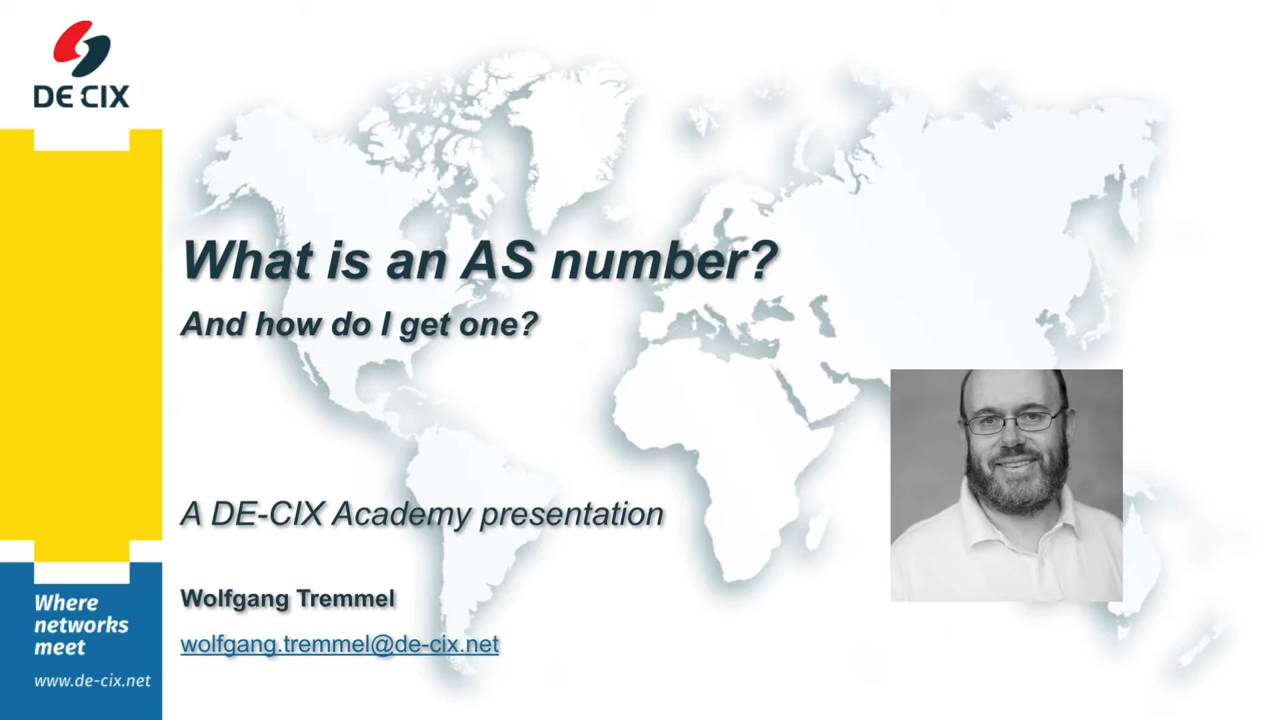 DE CIX
What is an AS number?
And how do I get one?
A DE-CIX Academy presentation
Wolfgang Tremmel
wolfgang.tremmel@de-cix.net
Where
networks
meet
www.de-cix.net